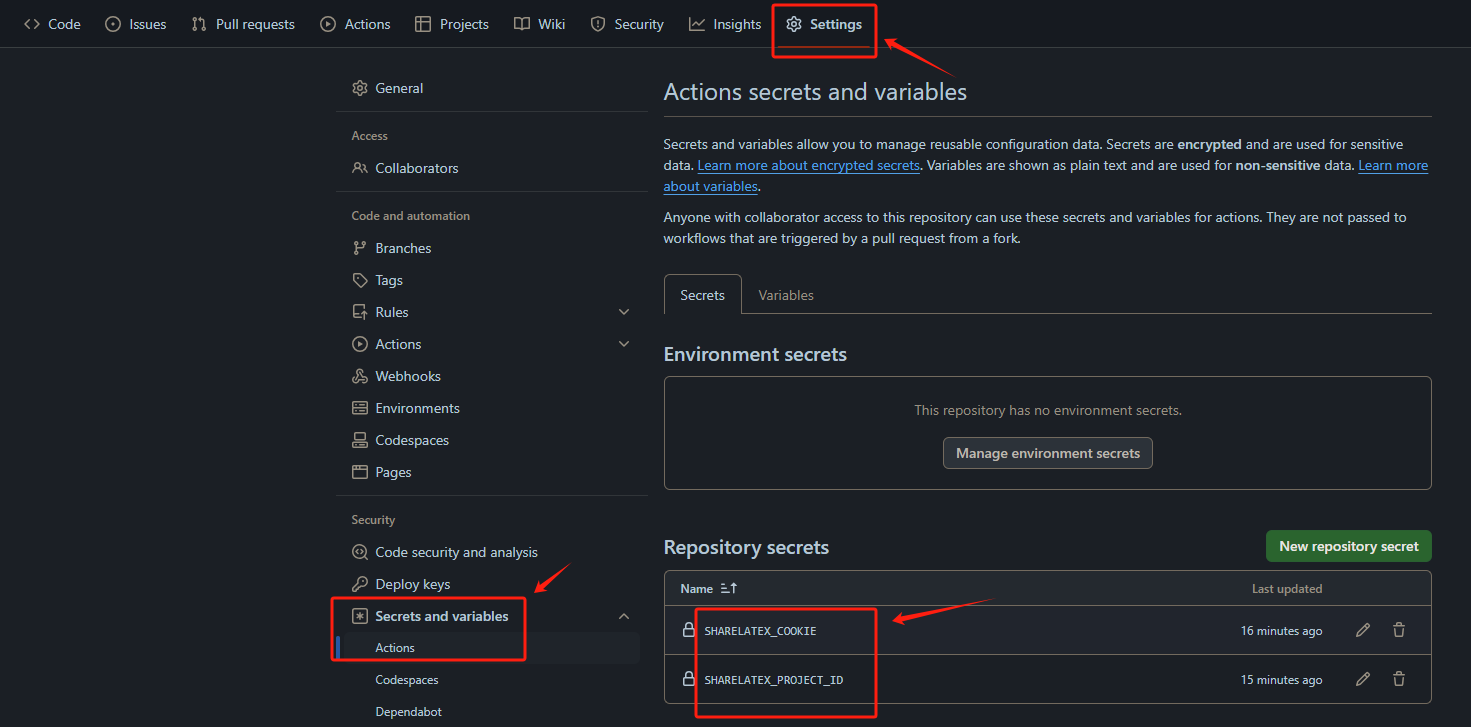 Code Issues Pull requests Actions Projects Wiki Security Insights Settings
General
Access
Collaborators
Code and automation
Branches
Tags
Rules
Actions
Webhooks
Environments
Codespaces
Pages
Security
Code security and analysis
Deploy keys
Secrets and variables
Actions
Codespaces
Dependabot
Actions secrets and variables
Secrets and variables allow you to manage reusable configuration data. Secrets are encrypted and are used for sensitive
data. Learn more about encrypted secrets. Variables are shown as plain text and are used for non-sensitive data. Learn more
about variables.
Anyone with collaborator access to this repository can use these secrets and variables for actions. They are not passed to
workflows that are triggered by a pull request from a fork.
Secrets Variables
Environment secrets
This repository has no environment secrets.
Manage environment secrets
Repository secrets New repository secret
Name Last updated
SHARELATEX_COOKIE 16 minutes ago
SHARELATEX_PROJECT_ID 15 minutes ago